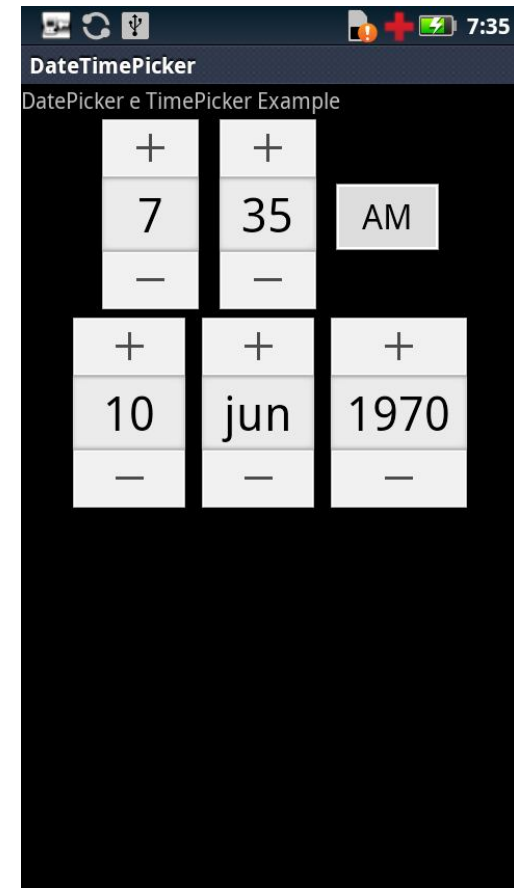 7:35
DateTimePicker
DatePicker e TimePicker Example
+ +
7 35 AM
− −
+ + +
10 jun 1970
− − −